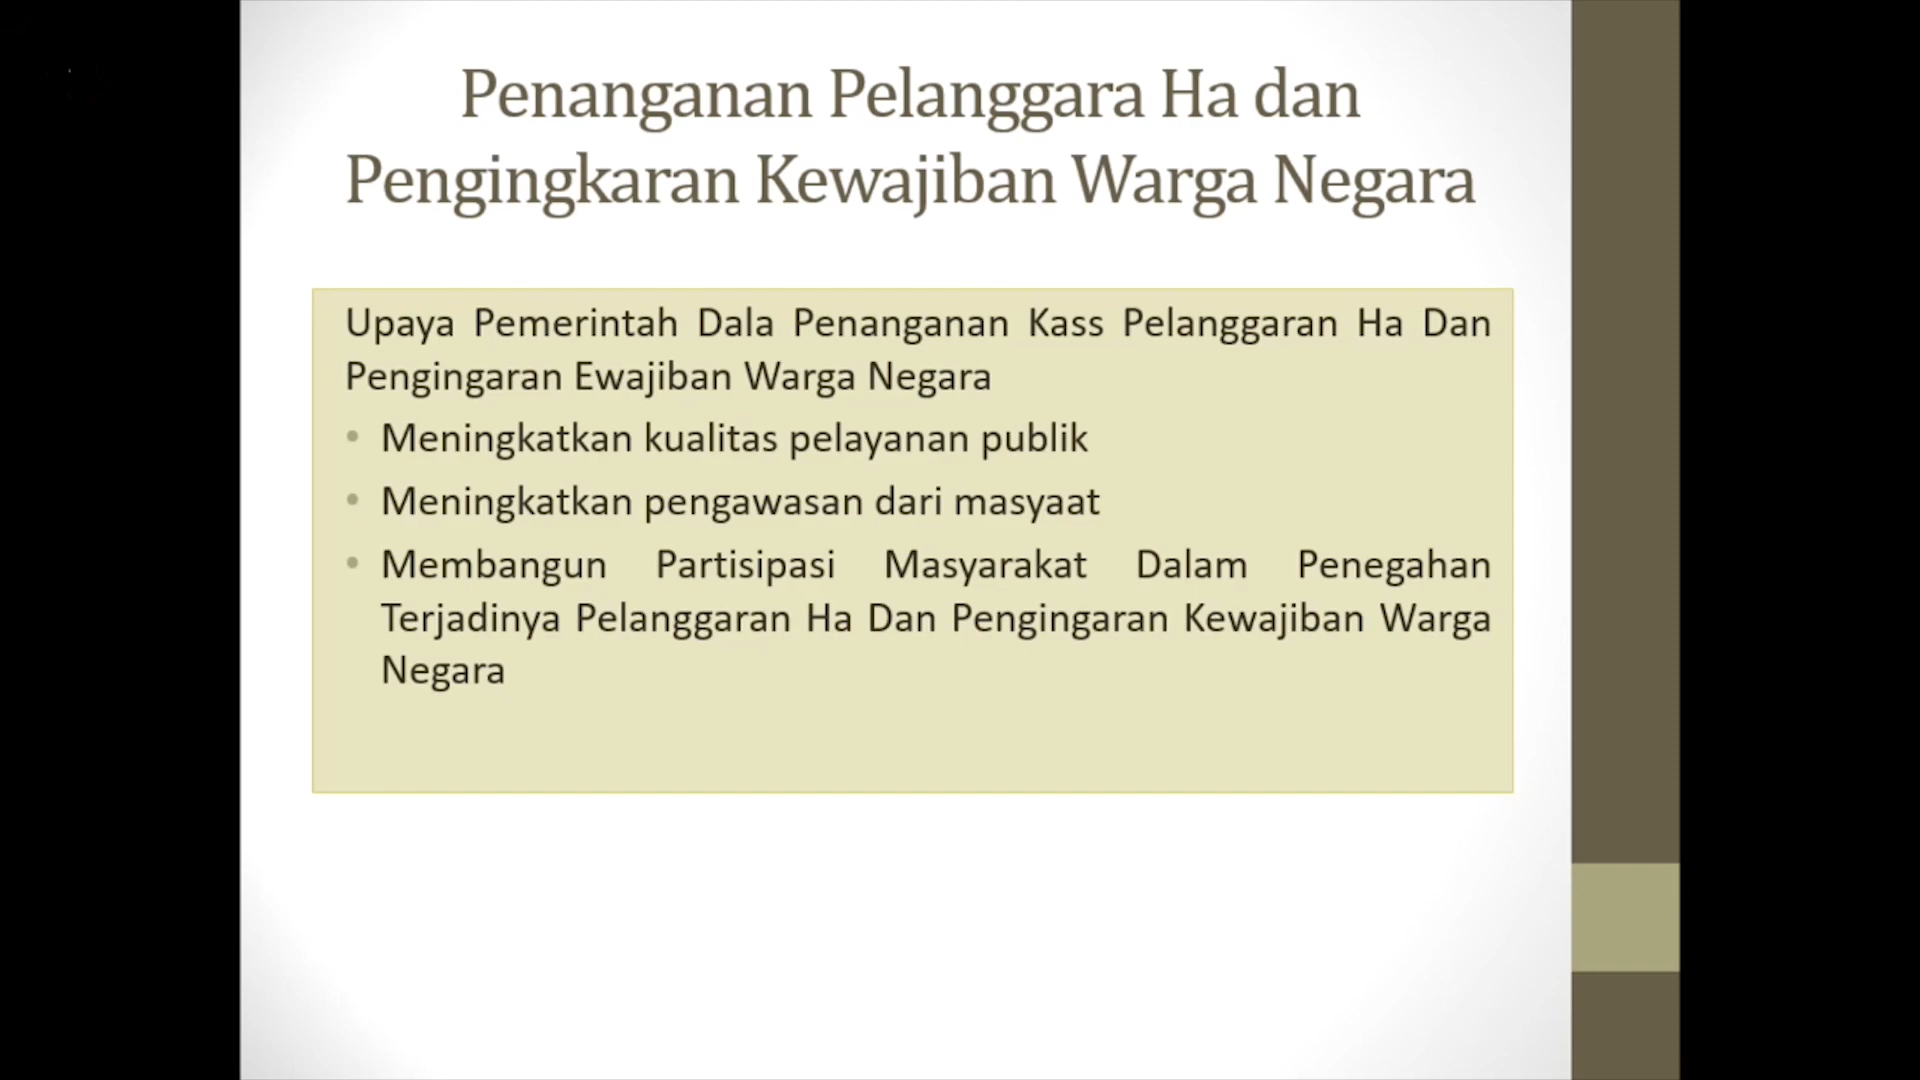 Penanganan Pelanggara Ha dan
Pengingkaran Kewajiban Warga Negara
Upaya Pemerintah Dala Penanganan Kass Pelanggaran Ha Dan
Pengingaran Ewajiban Warga Negara
• Meningkatkan kualitas pelayanan publik
• Meningkatkan pengawasan dari masyaat
• Membangun Partisipasi Masyarakat Dalam Penegahan
Terjadinya Pelanggaran Ha Dan Pengingaran Kewajiban Warga
Negara